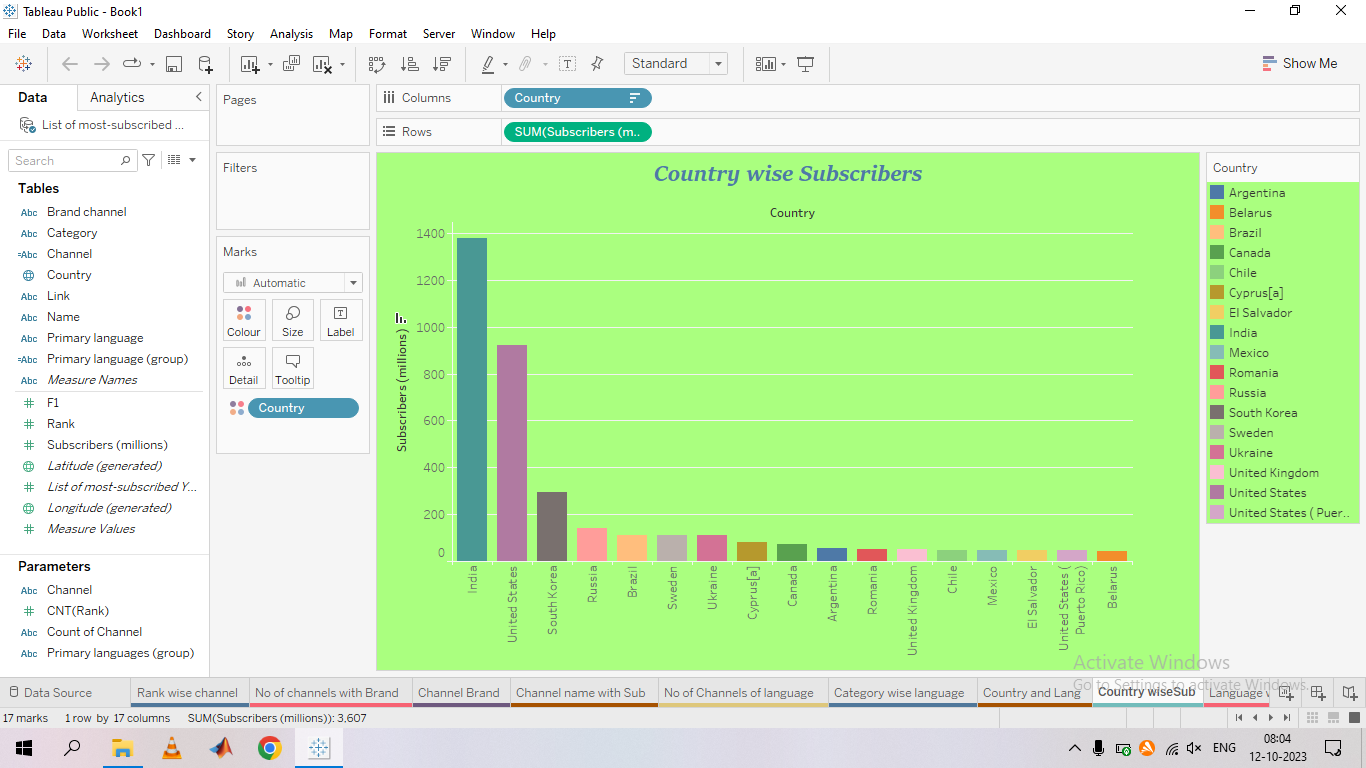 Tableau Public - Book1
File Data Worksheet Dashboard Story Analysis Map Format Server Window Help
Standard
Show Me
Data Analytics
List of most-subscribed ...
Search
Tables
Abc Brand channel
Abc Category
=Abc Channel
Country
Abc Link
Abc Name
Abc Primary language
=Abc Primary language (group)
Abc Measure Names
# F1
# Rank
# Subscribers (millions)
Latitude (generated)
# List of most-subscribed Y...
Longitude (generated)
# Measure Values
Parameters
Abc Channel
# CNT(Rank)
Abc Count of Channel
Abc Primary languages (group)
Pages
Filters
Marks
Automatic
Colour Size Label
Detail Tooltip
Country
Columns Country
Rows SUM(Subscribers (m..
Country wise Subscribers
Country
Subscribers (millions)
1400
1200
1000
800
600
400
200
0
India
United States
South Korea
Russia
Brazil
Sweden
Ukraine
Cyprus[a]
Canada
Argentina
Romania
United Kingdom
Chile
Mexico
El Salvador
United States (
Puerto Rico)
Belarus
Country
Argentina
Belarus
Brazil
Canada
Chile
Cyprus[a]
El Salvador
India
Mexico
Romania
Russia
South Korea
Sweden
Ukraine
United Kingdom
United States
United States ( Puer..
Activate Windows
Go to Settings to activate Windows.
Data Source Rank wise channel No of channels with Brand Channel Brand Channel name with Sub No of Channels of language Category wise language Country and Lang Country wiseSub Language
17 marks 1 row by 17 columns SUM(Subscribers (millions)): 3,607
ENG
08:04
12-10-2023